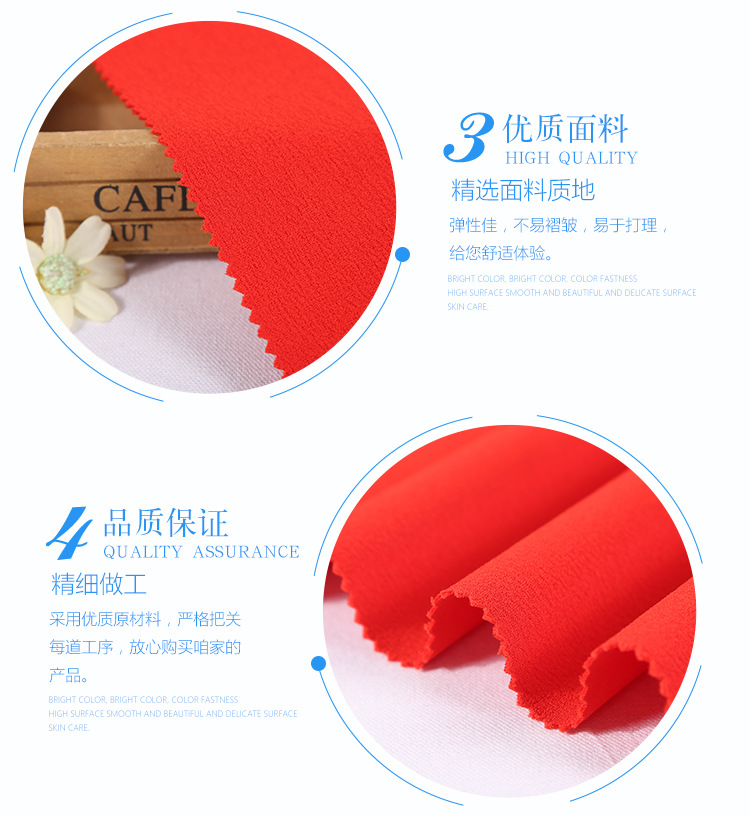 3 优质面料
HIGH QUALITY
精选面料质地
弹性佳，不易褶皱，易于打理，
给您舒适体验。
BRIGHT COLOR, BRIGHT COLOR, COLOR FASTNESS
HIGH SURFACE SMOOTH AND BEAUTIFUL AND DELICATE SURFACE
SKIN CARE.
CAFE
AUT
4 品质保证
QUALITY ASSURANCE
精细做工
采用优质原材料，严格把关
每道工序，放心购买咱家的
产品。
BRIGHT COLOR, BRIGHT COLOR, COLOR FASTNESS
HIGH SURFACE SMOOTH AND BEAUTIFUL AND DELICATE SURFACE
SKIN CARE.